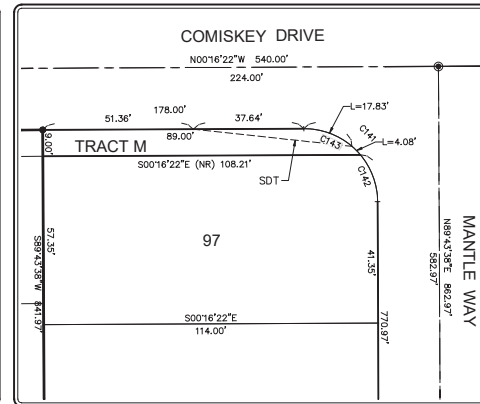 COMISKEY DRIVE
N00°16'22"W 540.00'
224.00'
178.00'
51.36'
37.64'
L=17.83'
89.00'
C141
C143
L=4.08'
9.00'
TRACT M
S00°16'22"E (NR) 108.21'
SDT
C142
57.35'
S89°43'38"W 841.97'
97
41.35'
770.97'
N89°43'38"E 862.97'
582.97'
MANTLE WAY
S00°16'22"E
114.00'